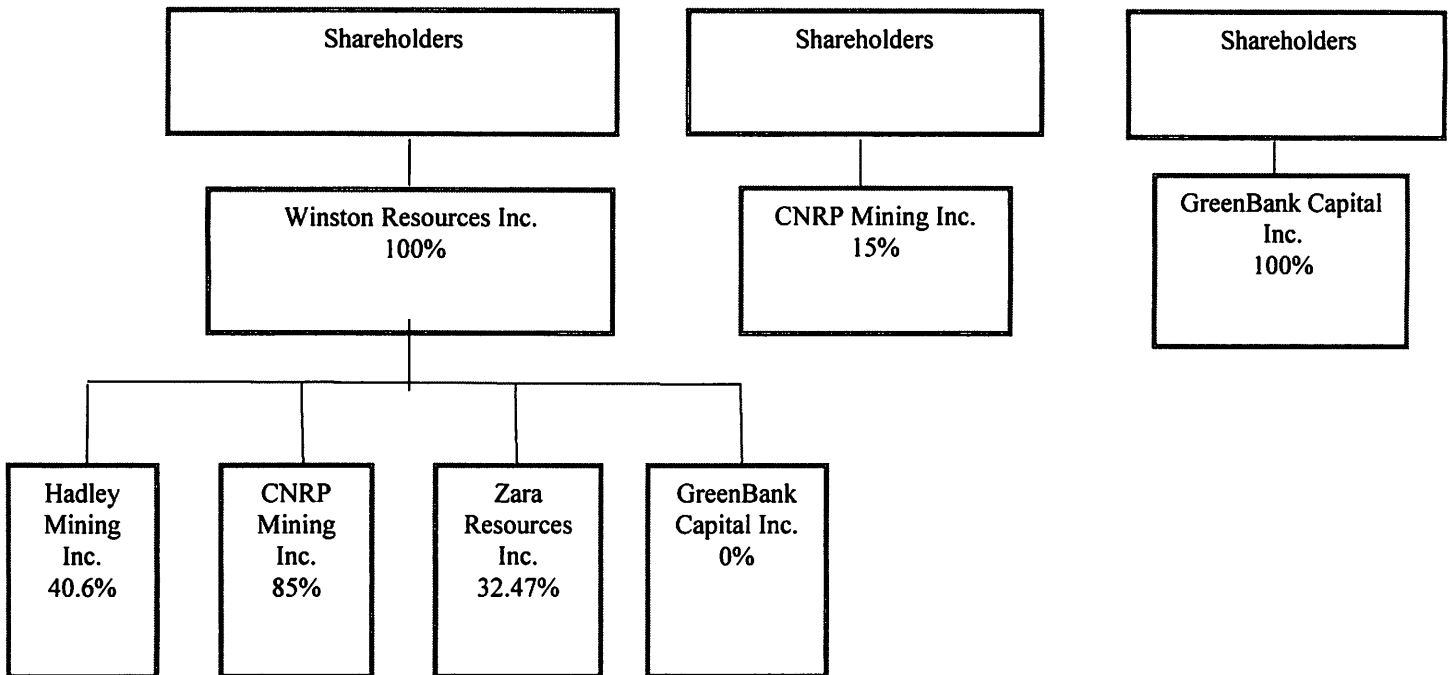 Shareholders
Shareholders
Shareholders
Winston Resources Inc.
100%
CNRP Mining Inc.
15%
GreenBank Capital
Inc.
100%
Hadley
Mining
Inc.
40.6%
CNRP
Mining
Inc.
85%
Zara
Resources
Inc.
32.47%
GreenBank
Capital Inc.
0%